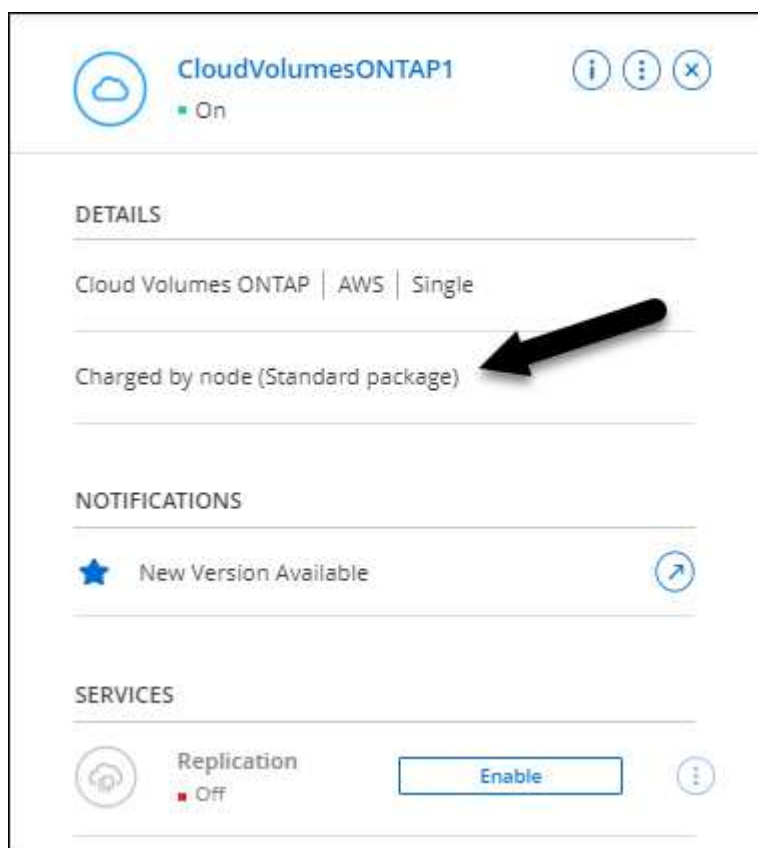 CloudVolumesONTAP1
On
DETAILS
Cloud Volumes ONTAP | AWS | Single
Charged by node (Standard package)
NOTIFICATIONS
New Version Available
SERVICES
Replication
Enable
Off